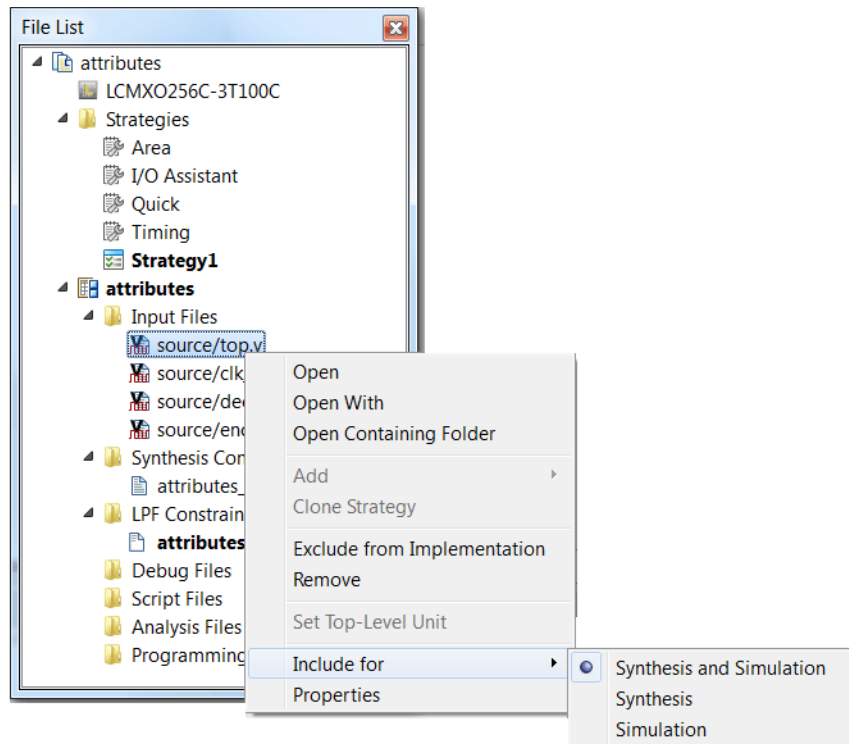 File List
attributes
LCMXO256C-3T100C
Strategies
Area
I/O Assistant
Quick
Timing
Strategy1
attributes
Input Files
source/top.v
source/clk_
source/dec
source/enc
Synthesis Con
attributes_
LPF Constrain
attributes
Debug Files
Script Files
Analysis Files
Programming
Open
Open With
Open Containing Folder
Add
Clone Strategy
Exclude from Implementation
Remove
Set Top-Level Unit
Include for
Properties
Synthesis and Simulation
Synthesis
Simulation